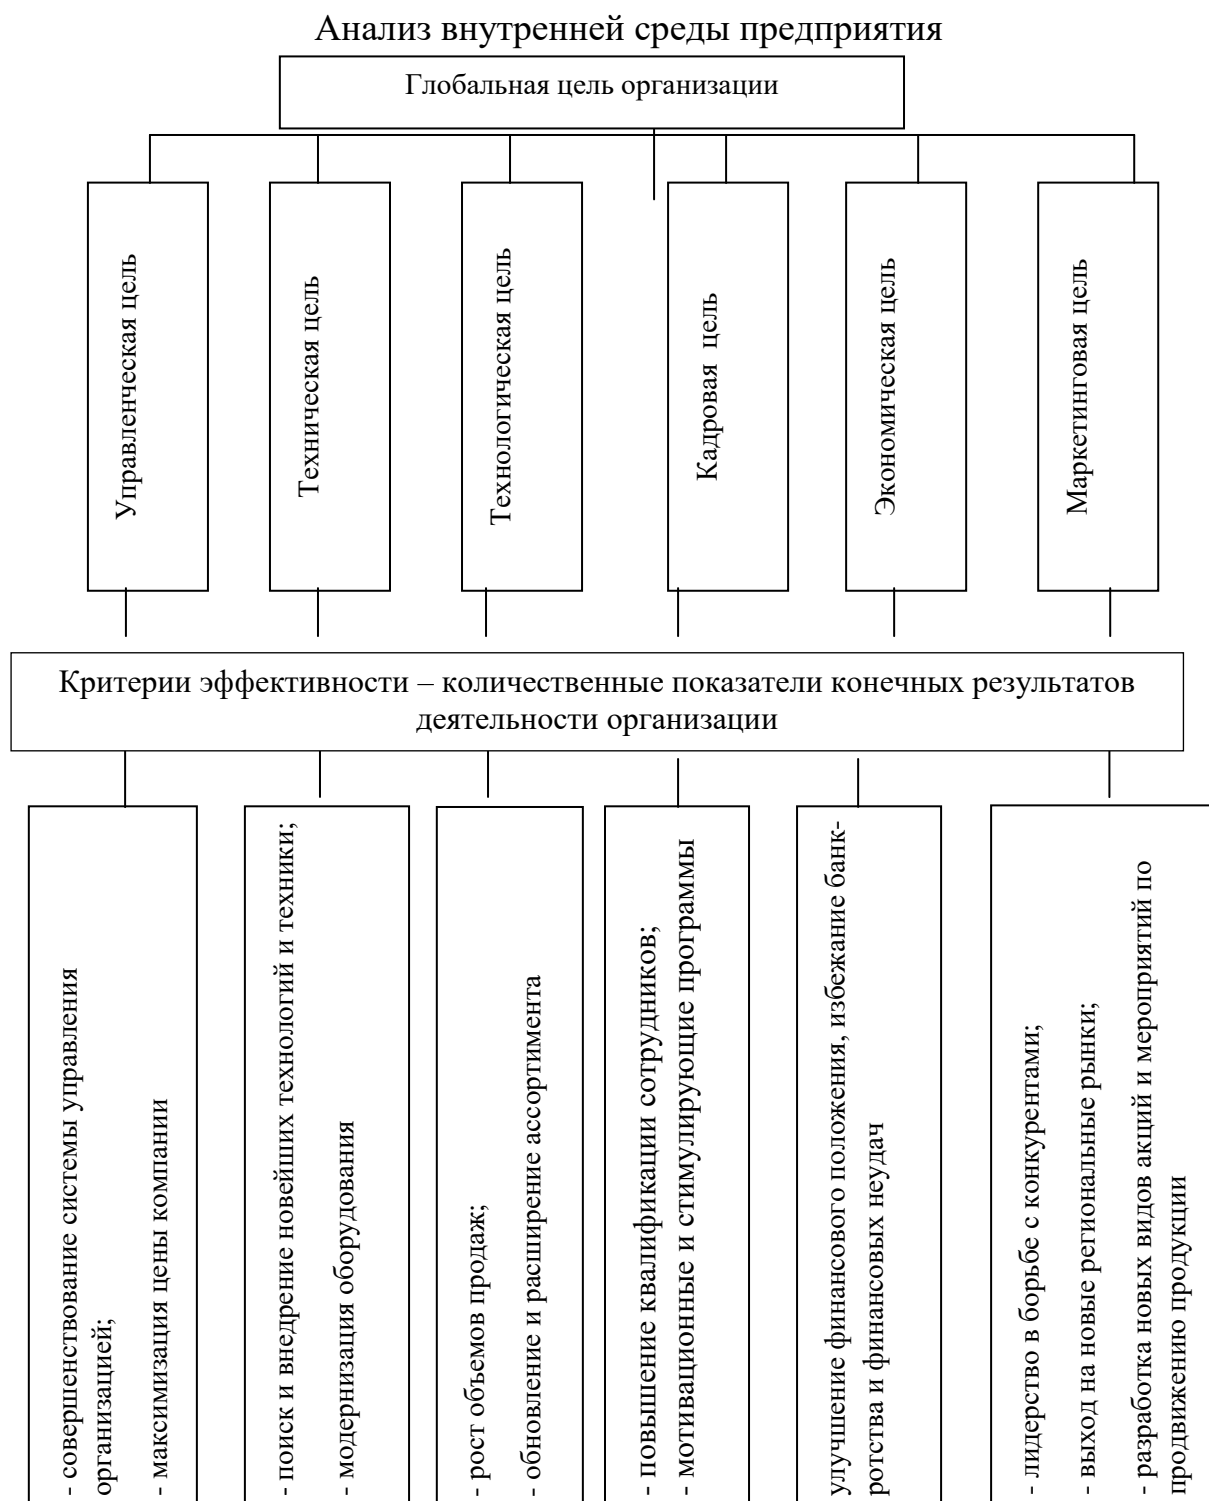 Анализ внутренней среды предприятия
Глобальная цель организации
Управленческая цель
Техническая цель
Технологическая цель
Кадровая цель
Экономическая цель
Маркетинговая цель
Критерии эффективности – количественные показатели конечных результатов
деятельности организации
- совершенствование системы управления
организацией;
- максимизация цены компании
- поиск и внедрение новейших технологий и техники;
- модернизация оборудования
- рост объемов продаж;
- обновление и расширение ассортимента
- повышение квалификации сотрудников;
- мотивационные и стимулирующие программы
улучшение финансового положения, избежание банк-
ротства и финансовых неудач
- лидерство в борьбе с конкурентами;
- выход на новые региональные рынки;
- разработка новых видов акций и мероприятий по
продвижению продукции